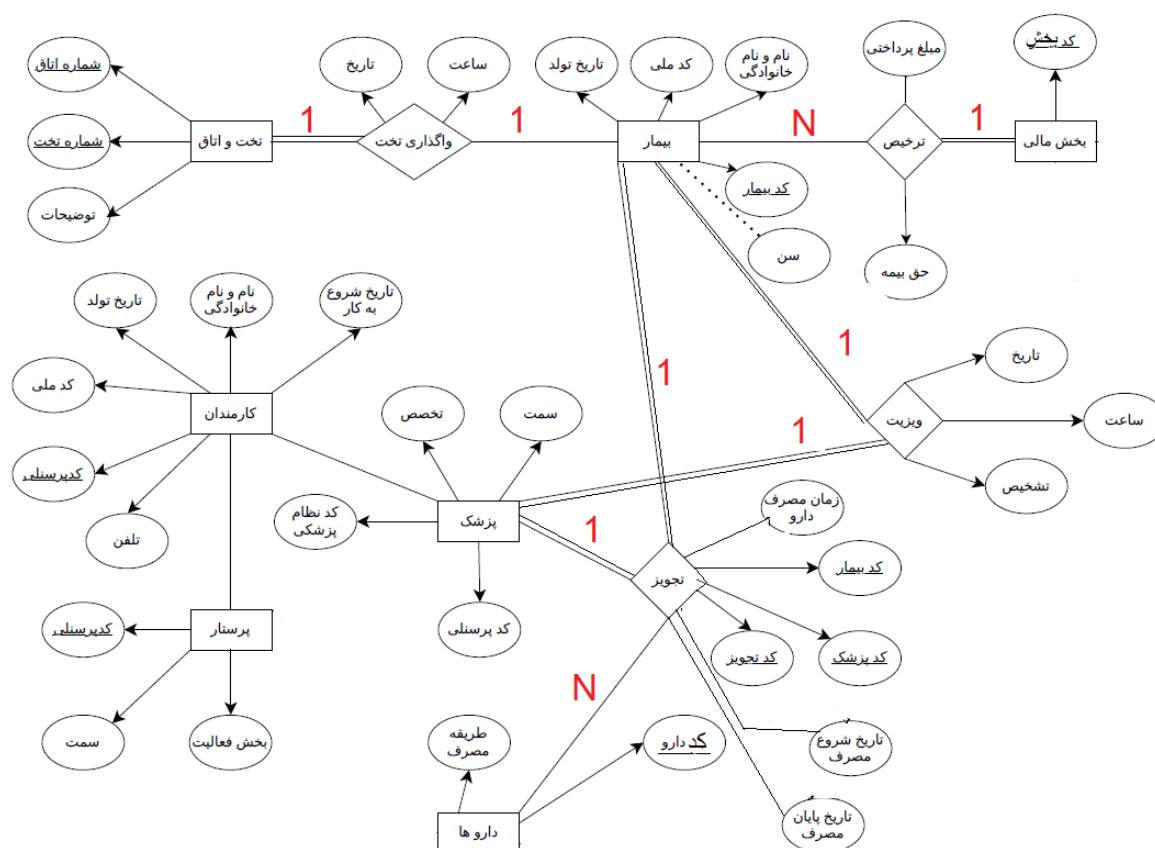 شماره اتاق
شماره تخت
توضیحات
تخت و اتاق
1
تاریخ
ساعت
واگذاری تخت
1
تاریخ تولد
کد ملی
نام و نام
خانوادگی
بیمار
کد بیمار
سن
N
مبلغ پرداختی
ترخیص
حق بیمه
1
کد بخش
بخش مالی
تاریخ تولد
نام و نام
خانوادگی
تاریخ شروع
به کار
کد ملی
کارمندان
کدپرسنلی
تلفن
کدپرسنلی
پرستار
سمت
بخش فعالیت
تخصص
سمت
کد نظام
پزشکی
پزشک
کد پرسنلی
1
1
1
1
تاریخ
ویزیت
ساعت
تشخیص
زمان مصرف
دارو
تجویز
کد بیمار
کد تجویز
کد پزشک
N
طریقه
مصرف
کد دارو
دارو ها
تاریخ شروع
مصرف
تاریخ پایان
مصرف